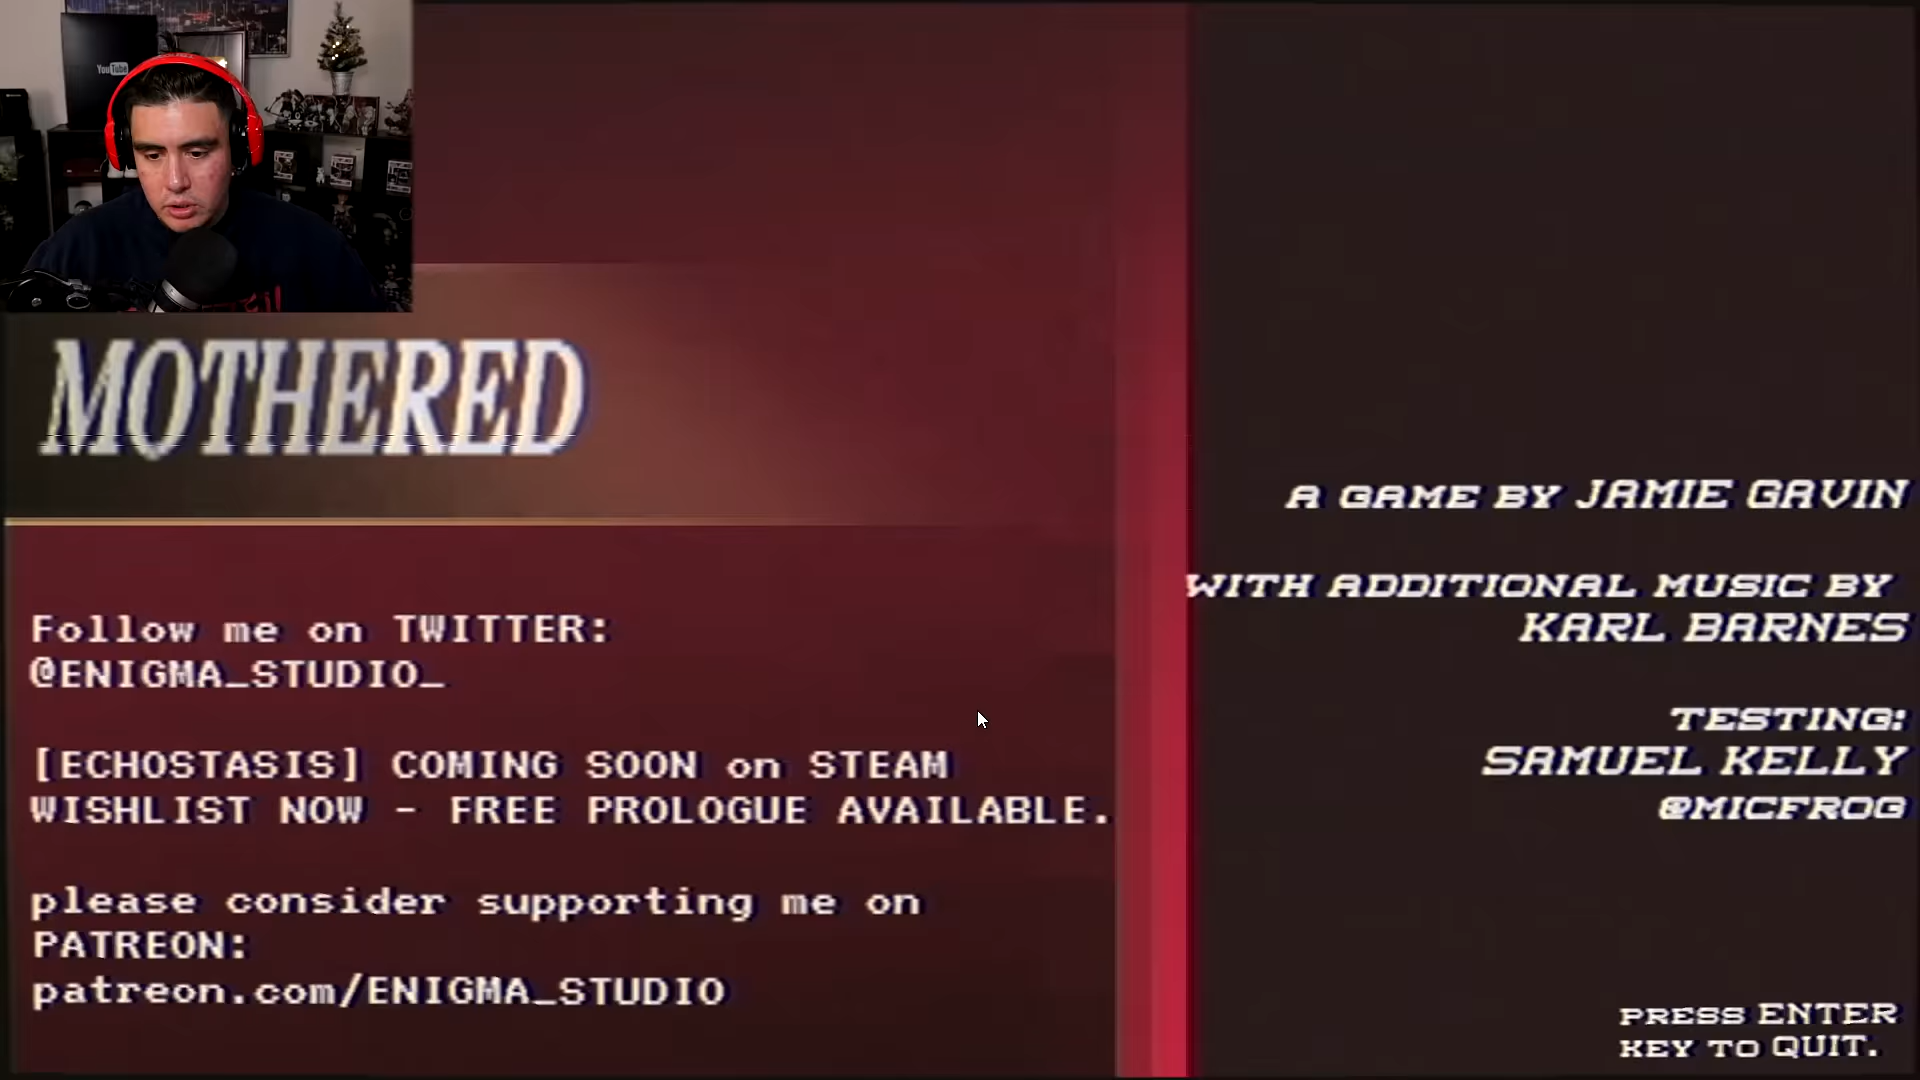 YouTube
MOTHERED
Follow me on TWITTER:
@ENIGMA_STUDIO_
[ECHOSTASIS] COMING SOON on STEAM
WISHLIST NOW - FREE PROLOGUE AVAILABLE.
please consider supporting me on
PATREON:
patreon.com/ENIGMA_STUDIO
A GAME BY JAMIE GAVIN
WITH ADDITIONAL MUSIC BY
KARL BARNES
TESTING:
SAMUEL KELLY
@MICFROG
PRESS ENTER
KEY TO QUIT.